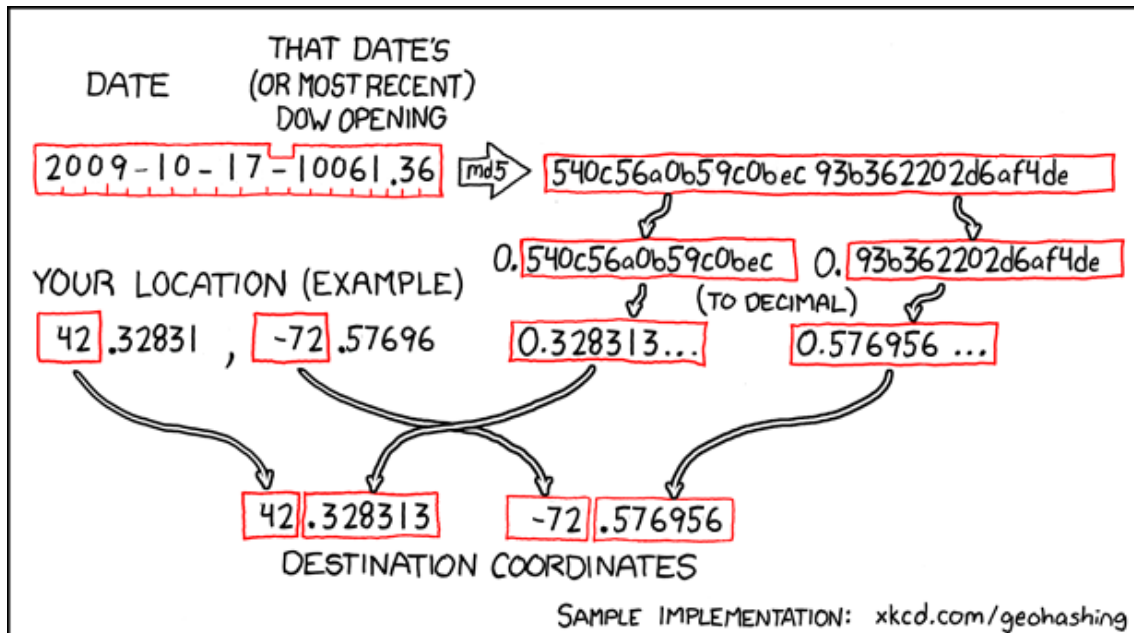 DATE
THAT DATE'S
(OR MOST RECENT)
DOW OPENING
2009-10-17-10061.36
md5
540c56a0b59c0bec 93b362202d6af4de
0.540c56a0b59c0bec 0.93b362202d6af4de
YOUR LOCATION (EXAMPLE)
(TO DECIMAL)
42.32831, -72.57696
0.328313... 0.576956 ...
42.328313 -72.576956
DESTINATION COORDINATES
SAMPLE IMPLEMENTATION: xkcd.com/geohashing